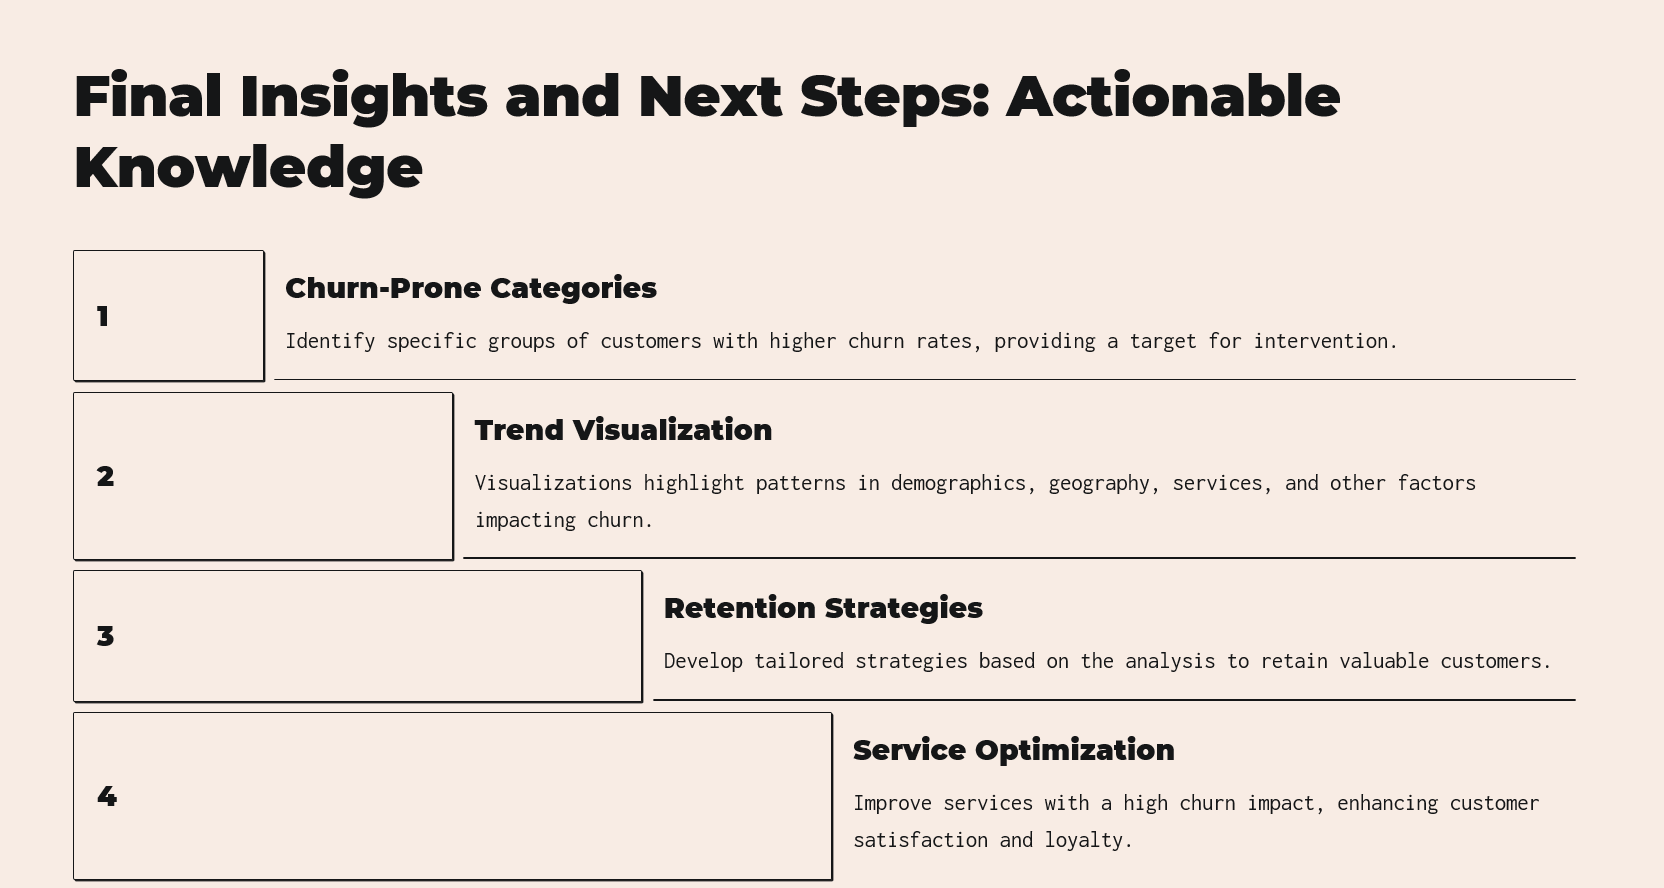 Final Insights and Next Steps: Actionable
Knowledge
1
Churn-Prone Categories
Identify specific groups of customers with higher churn rates, providing a target for intervention.
2
Trend Visualization
Visualizations highlight patterns in demographics, geography, services, and other factors
impacting churn.
3
Retention Strategies
Develop tailored strategies based on the analysis to retain valuable customers.
4
Service Optimization
Improve services with a high churn impact, enhancing customer
satisfaction and loyalty.